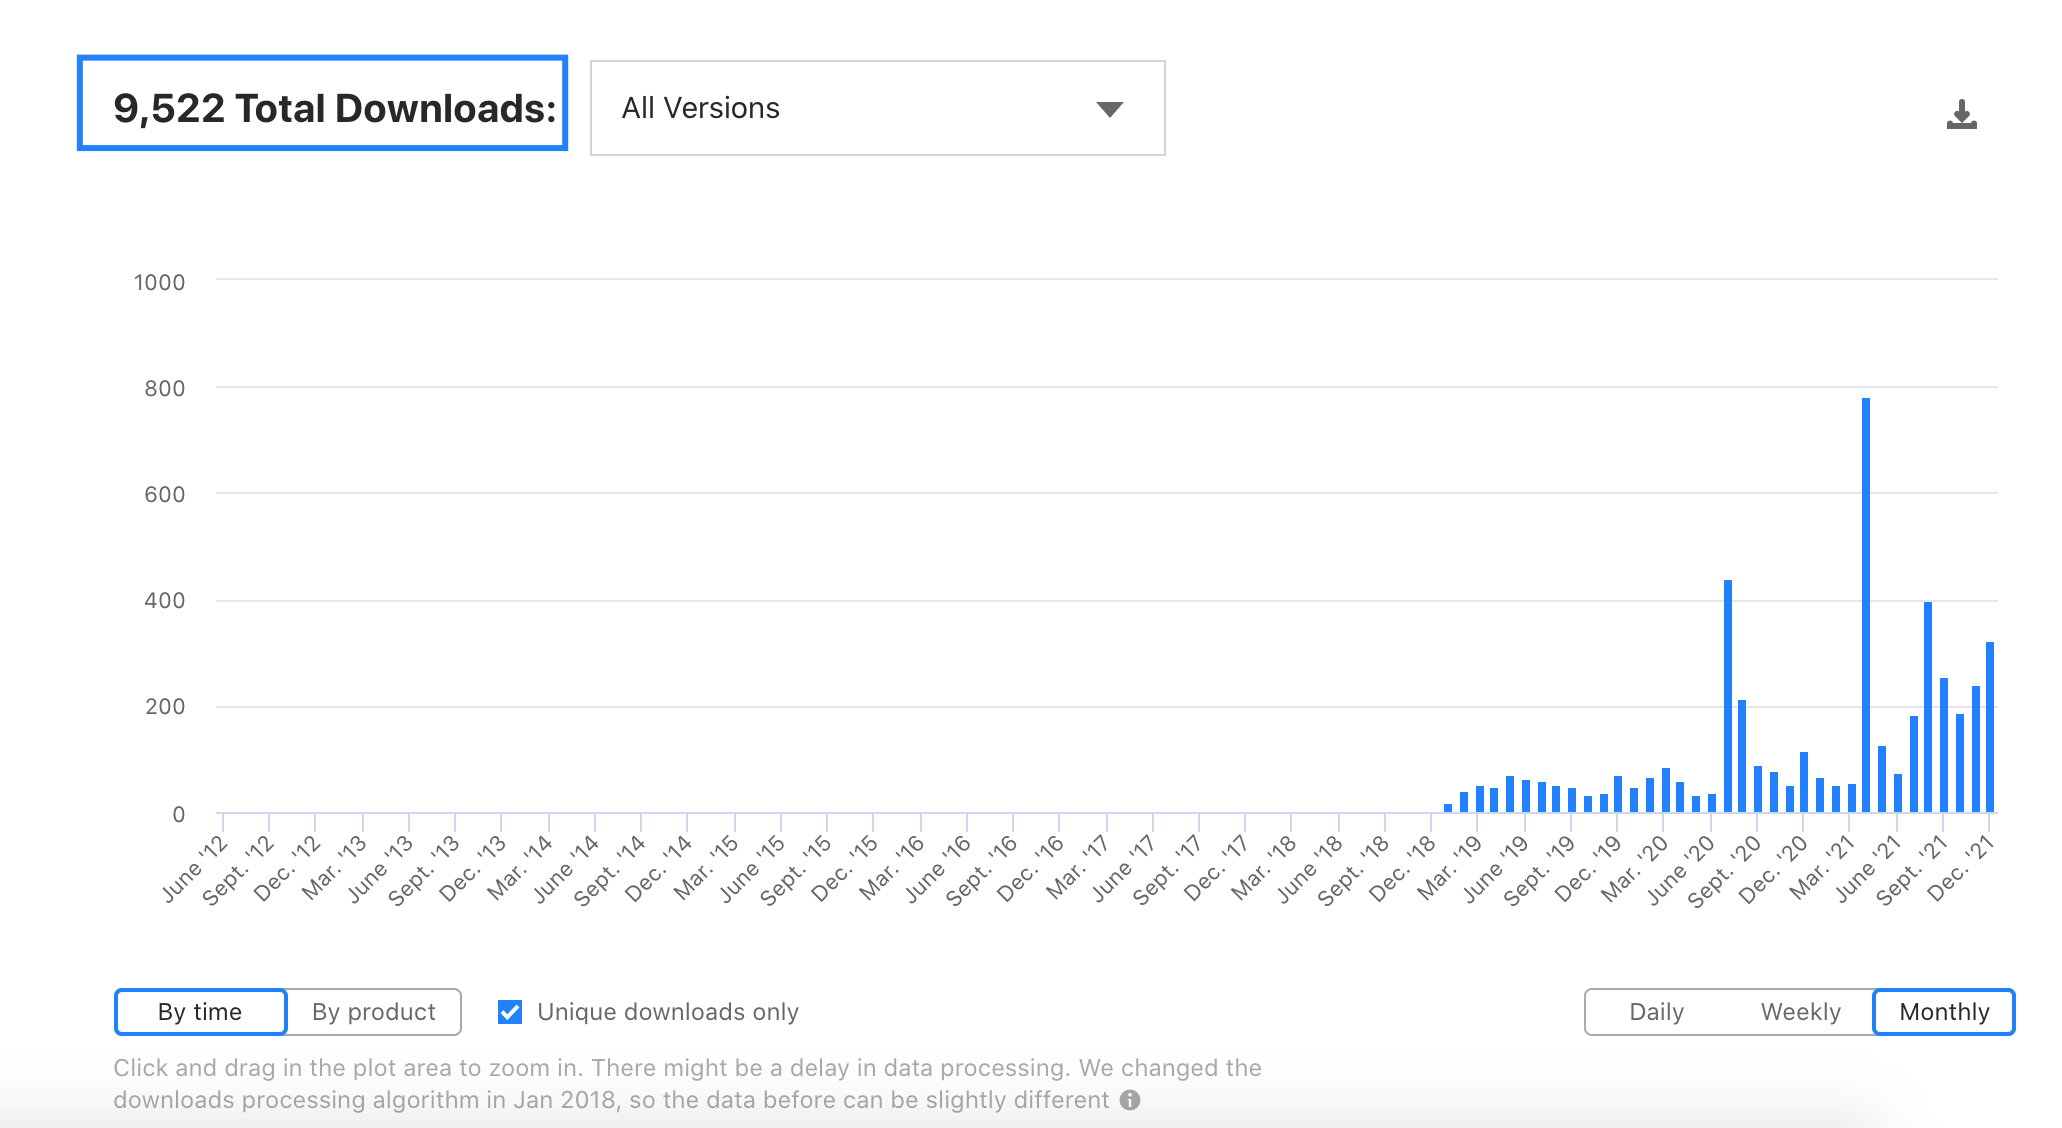 9,522 Total Downloads:
All Versions
1000
800
600
400
200
0
June '12
Sept. '12
Dec. '12
Mar. '13
June '13
Sept. '13
Dec. '13
Mar. '14
June '14
Sept. '14
Dec. '14
Mar. '15
June '15
Sept. '15
Dec. '15
Mar. '16
June '16
Sept. '16
Dec. '16
Mar. '17
June '17
Sept. '17
Dec. '17
Mar. '18
June '18
Sept. '18
Dec. '18
Mar. '19
June '19
Sept. '19
Dec. '19
Mar. '20
June '20
Sept. '20
Dec. '20
Mar. '21
June '21
Sept. '21
Dec. '21
By time
By product
Unique downloads only
Daily
Weekly
Monthly
Click and drag in the plot area to zoom in. There might be a delay in data processing. We changed the
downloads processing algorithm in Jan 2018, so the data before can be slightly different